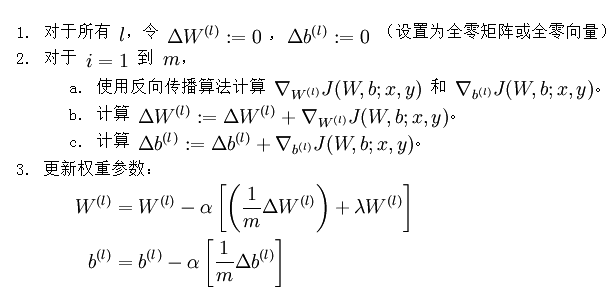 1. 对于所有 l，令 ΔW^{(l)} := 0 ， Δb^{(l)} := 0 （设置为全零矩阵或全零向量）
2. 对于 i = 1 到 m，
a. 使用反向传播算法计算 ∇_{W^{(l)}}J(W, b; x, y) 和 ∇_{b^{(l)}}J(W, b; x, y)。
b. 计算 ΔW^{(l)} := ΔW^{(l)} + ∇_{W^{(l)}}J(W, b; x, y)。
c. 计算 Δb^{(l)} := Δb^{(l)} + ∇_{b^{(l)}}J(W, b; x, y)。
3. 更新权重参数：
W^{(l)} = W^{(l)} − α [ ( \frac{1}{m} ΔW^{(l)} ) + λW^{(l)} ]
b^{(l)} = b^{(l)} − α [ \frac{1}{m} Δb^{(l)} ]